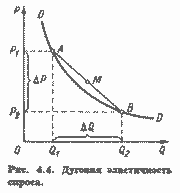 P
D
P₁
A
ΔP
M
P₂
B
D
ΔQ
0
Q₁
Q₂
Q
Рис. 4.4. Дуговая эластичность
спроса.